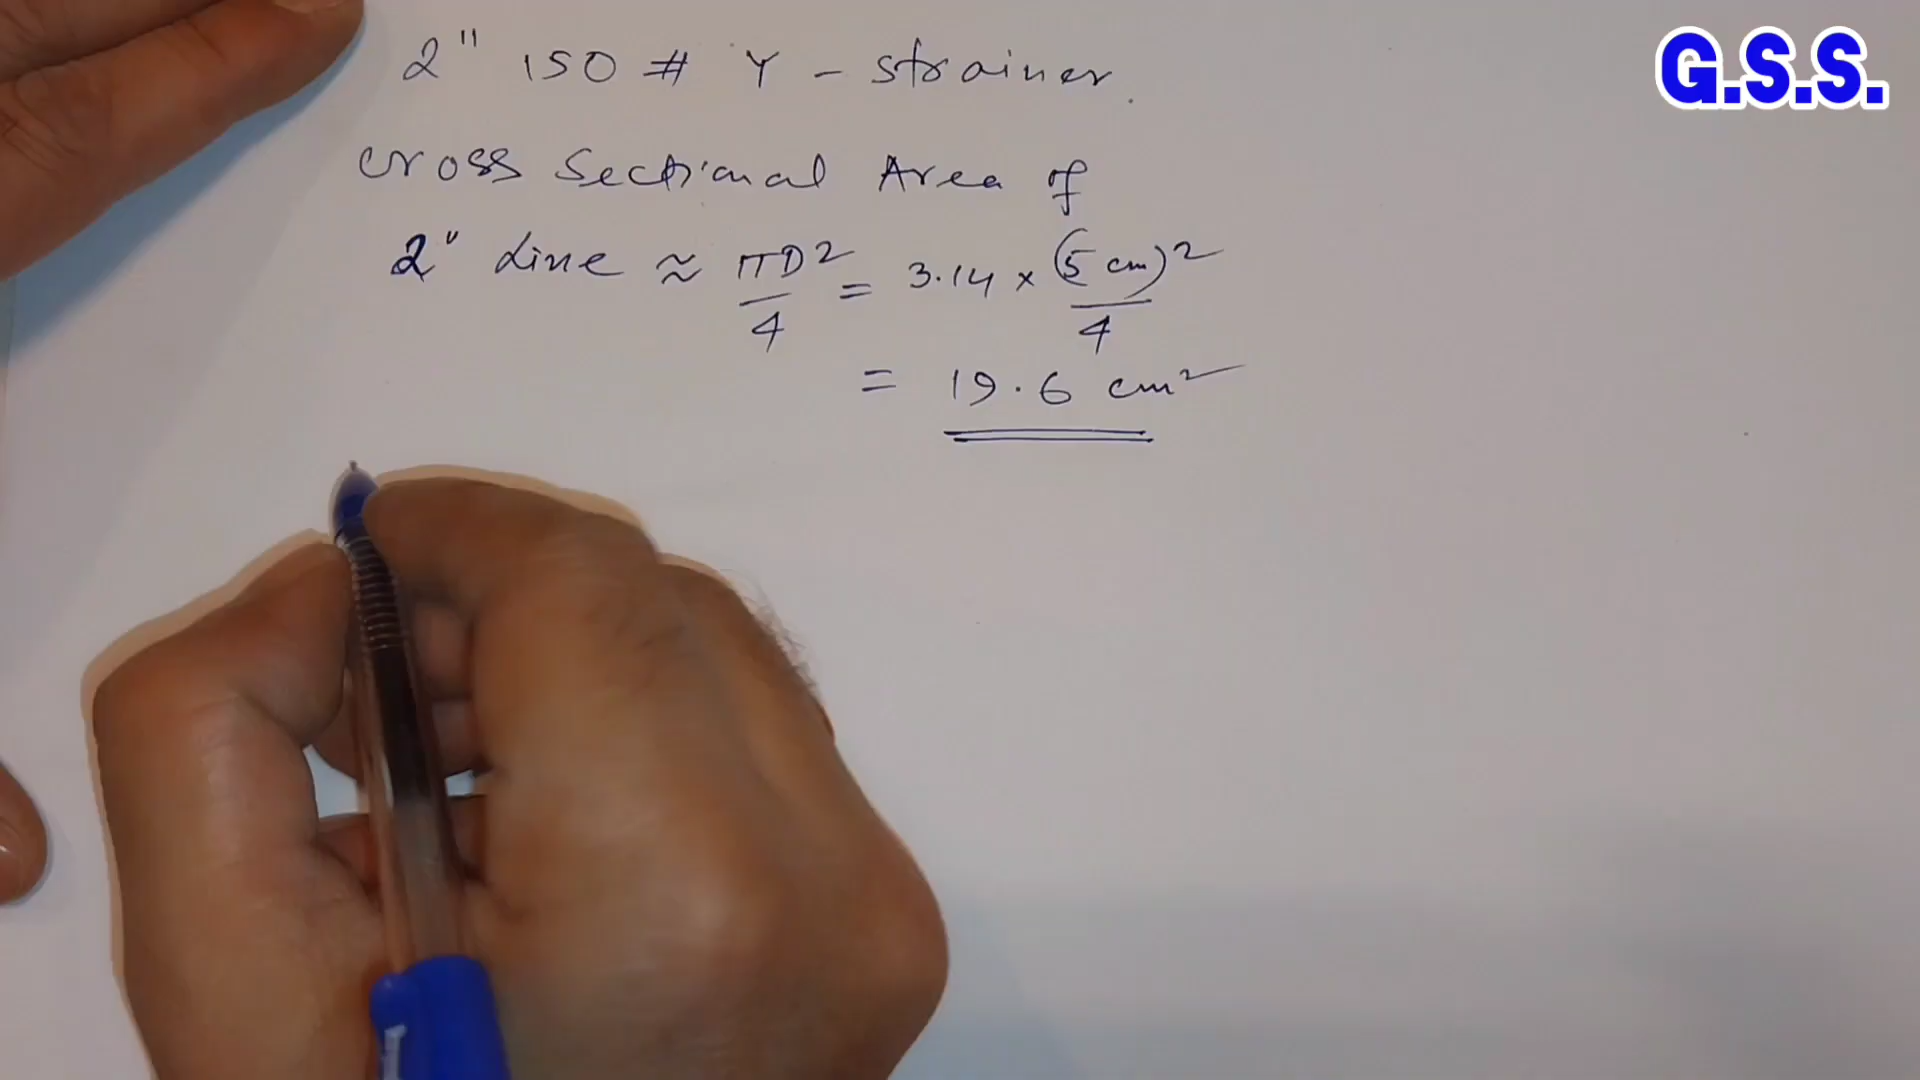 2" 150 # Y - strainer.
G.S.S.
cross Sectional Area of
2" Line ≈ πD²/4 = 3.14 × (5 cm)²/4
= 19.6 cm²